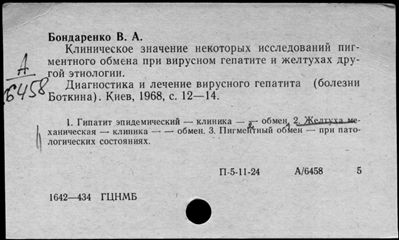 Бондаренко В. А.
Клиническое значение некоторых исследований пиг-
ментного обмена при вирусном гепатите и желтухах дру-
гой этиологии.
Диагностика и лечение вирусного гепатита (болезни
Боткина). Киев, 1968, с. 12—14.
А
6458
1. Гипатит эпидемический — клиника — — обмен. 2. Желтуха ме-
ханическая — клиника — — обмен. 3. Пигментный обмен — при пато-
логических состояниях.
П-5-11-24 А/6458 5
1642—434 ГЦНМБ